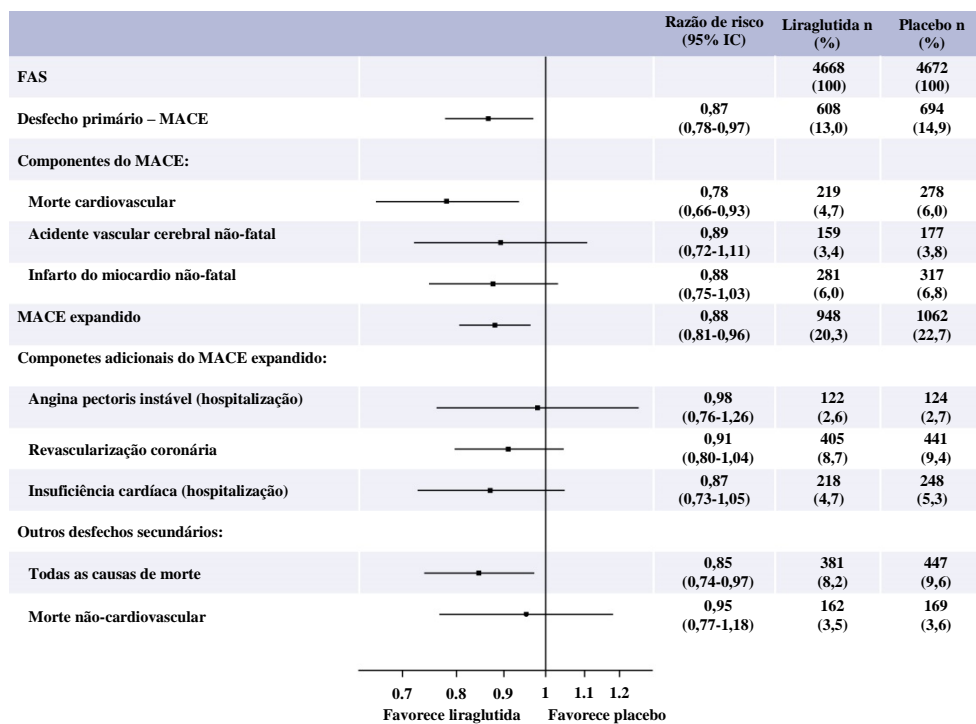 Razão de risco (95% IC) Liraglutida n (%) Placebo n (%)
FAS 4668 (100) 4672 (100)
Desfecho primário – MACE 0,87 (0,78-0,97) 608 (13,0) 694 (14,9)
Componentes do MACE:
Morte cardiovascular 0,78 (0,66-0,93) 219 (4,7) 278 (6,0)
Acidente vascular cerebral não-fatal 0,89 (0,72-1,11) 159 (3,4) 177 (3,8)
Infarto do miocardio não-fatal 0,88 (0,75-1,03) 281 (6,0) 317 (6,8)
MACE expandido 0,88 (0,81-0,96) 948 (20,3) 1062 (22,7)
Componetes adicionais do MACE expandido:
Angina pectoris instável (hospitalização) 0,98 (0,76-1,26) 122 (2,6) 124 (2,7)
Revascularização coronária 0,91 (0,80-1,04) 405 (8,7) 441 (9,4)
Insuficiência cardíaca (hospitalização) 0,87 (0,73-1,05) 218 (4,7) 248 (5,3)
Outros desfechos secundários:
Todas as causas de morte 0,85 (0,74-0,97) 381 (8,2) 447 (9,6)
Morte não-cardiovascular 0,95 (0,77-1,18) 162 (3,5) 169 (3,6)
0.7 0.8 0.9 1 1.1 1.2
Favorece liraglutida Favorece placebo